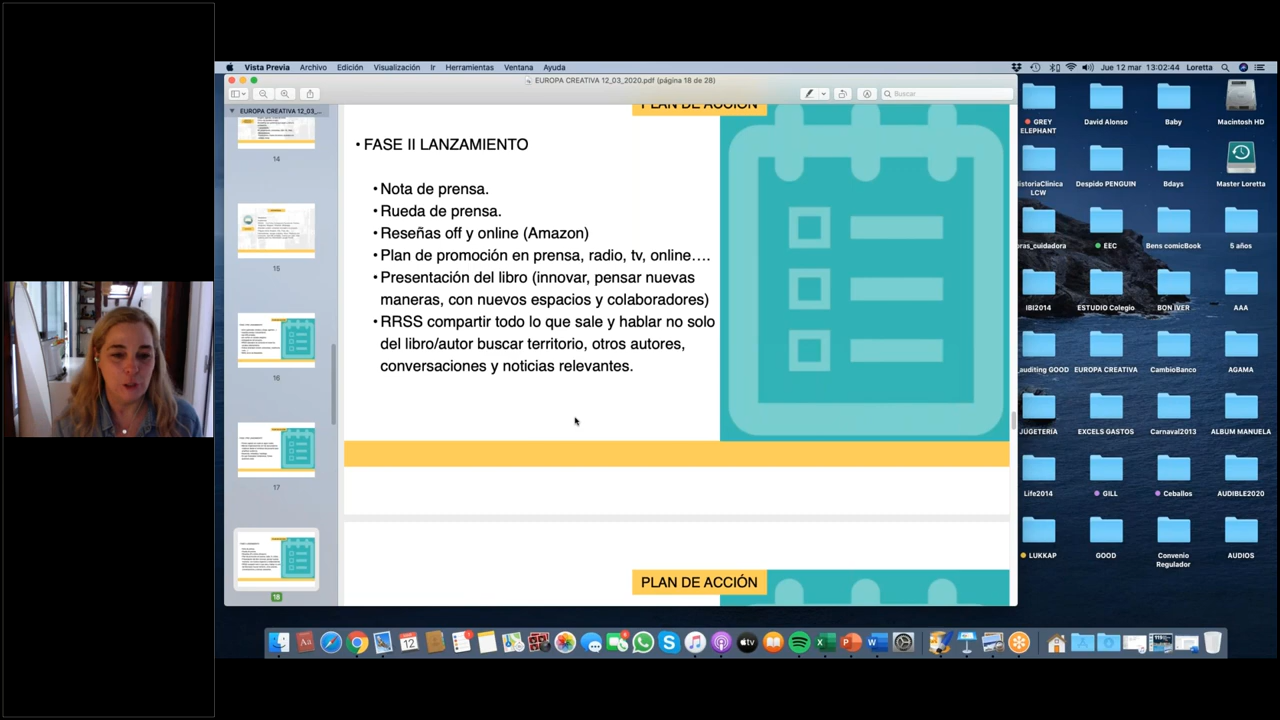 Vista Previa Archivo Edición Visualización Ir Herramientas Ventana Ayuda
Jue 12 mar 13:02:44 Loretta
EUROPA CREATIVA 12_03_2020.pdf (página 18 de 28)
Buscar
EUROPA CREATIVA 12_03_...
14
15
16
17
18
PLAN DE ACCIÓN
• FASE II LANZAMIENTO
• Nota de prensa.
• Rueda de prensa.
• Reseñas off y online (Amazon)
• Plan de promoción en prensa, radio, tv, online….
• Presentación del libro (innovar, pensar nuevas
maneras, con nuevos espacios y colaboradores)
• RRSS compartir todo lo que sale y hablar no solo
del libro/autor buscar territorio, otros autores,
conversaciones y noticias relevantes.
PLAN DE ACCIÓN
GREY
ELEPHANT
David Alonso
Baby
Macintosh HD
istoriaClinica
LCW
Despido PENGUIN
Bdays
Master Loretta
ras_cuidadora
EEC
Bens comicBook
5 años
IBI2014
ESTUDIO Colegio
BON IVER
AAA
_auditing GOOD
EUROPA CREATIVA
CambioBanco
AGAMA
JUGETERIA
EXCELS GASTOS
Carnaval2013
ALBUM MANUELA
Life2014
GILL
Ceballos
AUDIBLE2020
LUKKAP
GOOD
Convenio
Regulador
AUDIOS